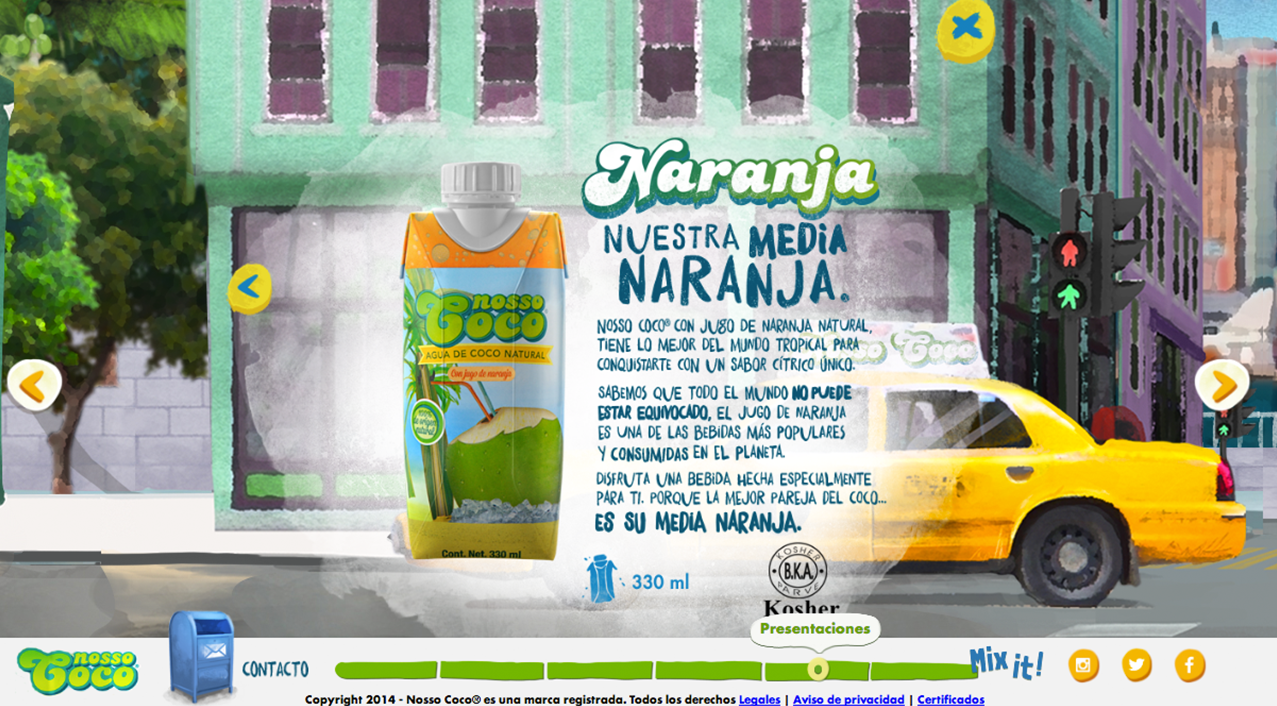 Naranja
NUESTRA MEDIA
NARANJA.
NOSSO COCO® CON JUGO DE NARANJA NATURAL,
TIENE LO MEJOR DEL MUNDO TROPICAL PARA
CONQUISTARTE CON UN SABOR CÍTRICO ÚNICO.
SABEMOS QUE TODO EL MUNDO NO PUEDE
ESTAR EQUIVOCADO, EL JUGO DE NARANJA
ES UNA DE LAS BEBIDAS MÁS POPULARES
Y CONSUMIDAS EN EL PLANETA.
DISFRUTA UNA BEBIDA HECHA ESPECIALMENTE
PARA TI. PORQUE LA MEJOR PAREJA DEL COCO...
ES SU MEDIA NARANJA.
nosso
Coco
AGUA DE COCO NATURAL
Con jugo de naranja
Cont. Net. 330 ml
Coco
330 ml
KOSHER
B.K.A.
PARVE
Kosher
Presentaciones
nosso
Coco
CONTACTO
Mix it!
Copyright 2014 - Nosso Coco® es una marca registrada. Todos los derechos Legales | Aviso de privacidad | Certificados